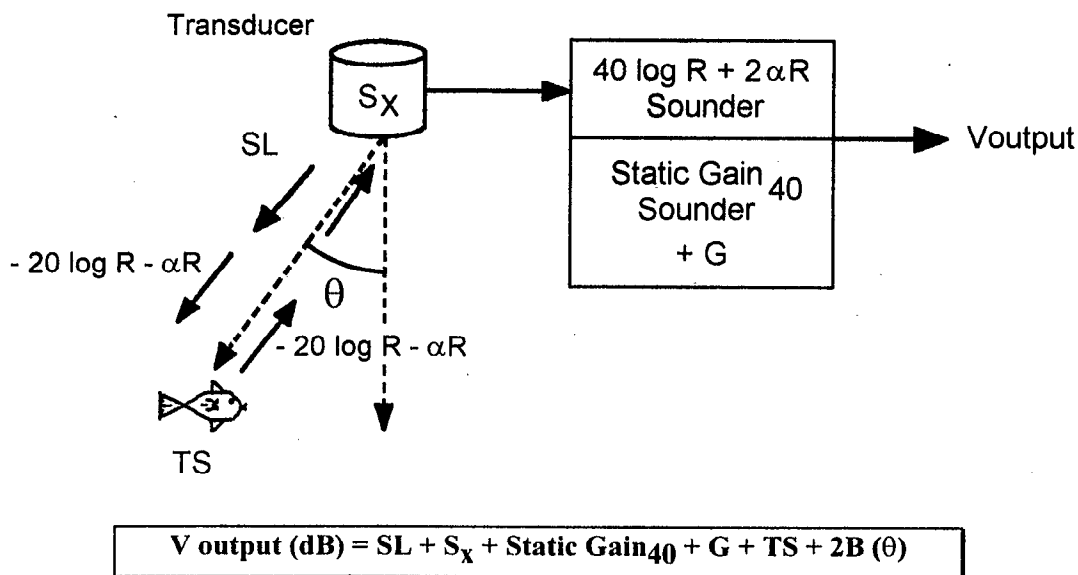 Transducer
S_X
SL
- 20 log R - αR
θ
- 20 log R - αR
TS
40 log R + 2αR
Sounder
Static Gain 40
Sounder
+ G
Voutput
V output (dB) = SL + S_x + Static Gain_40 + G + TS + 2B (θ)